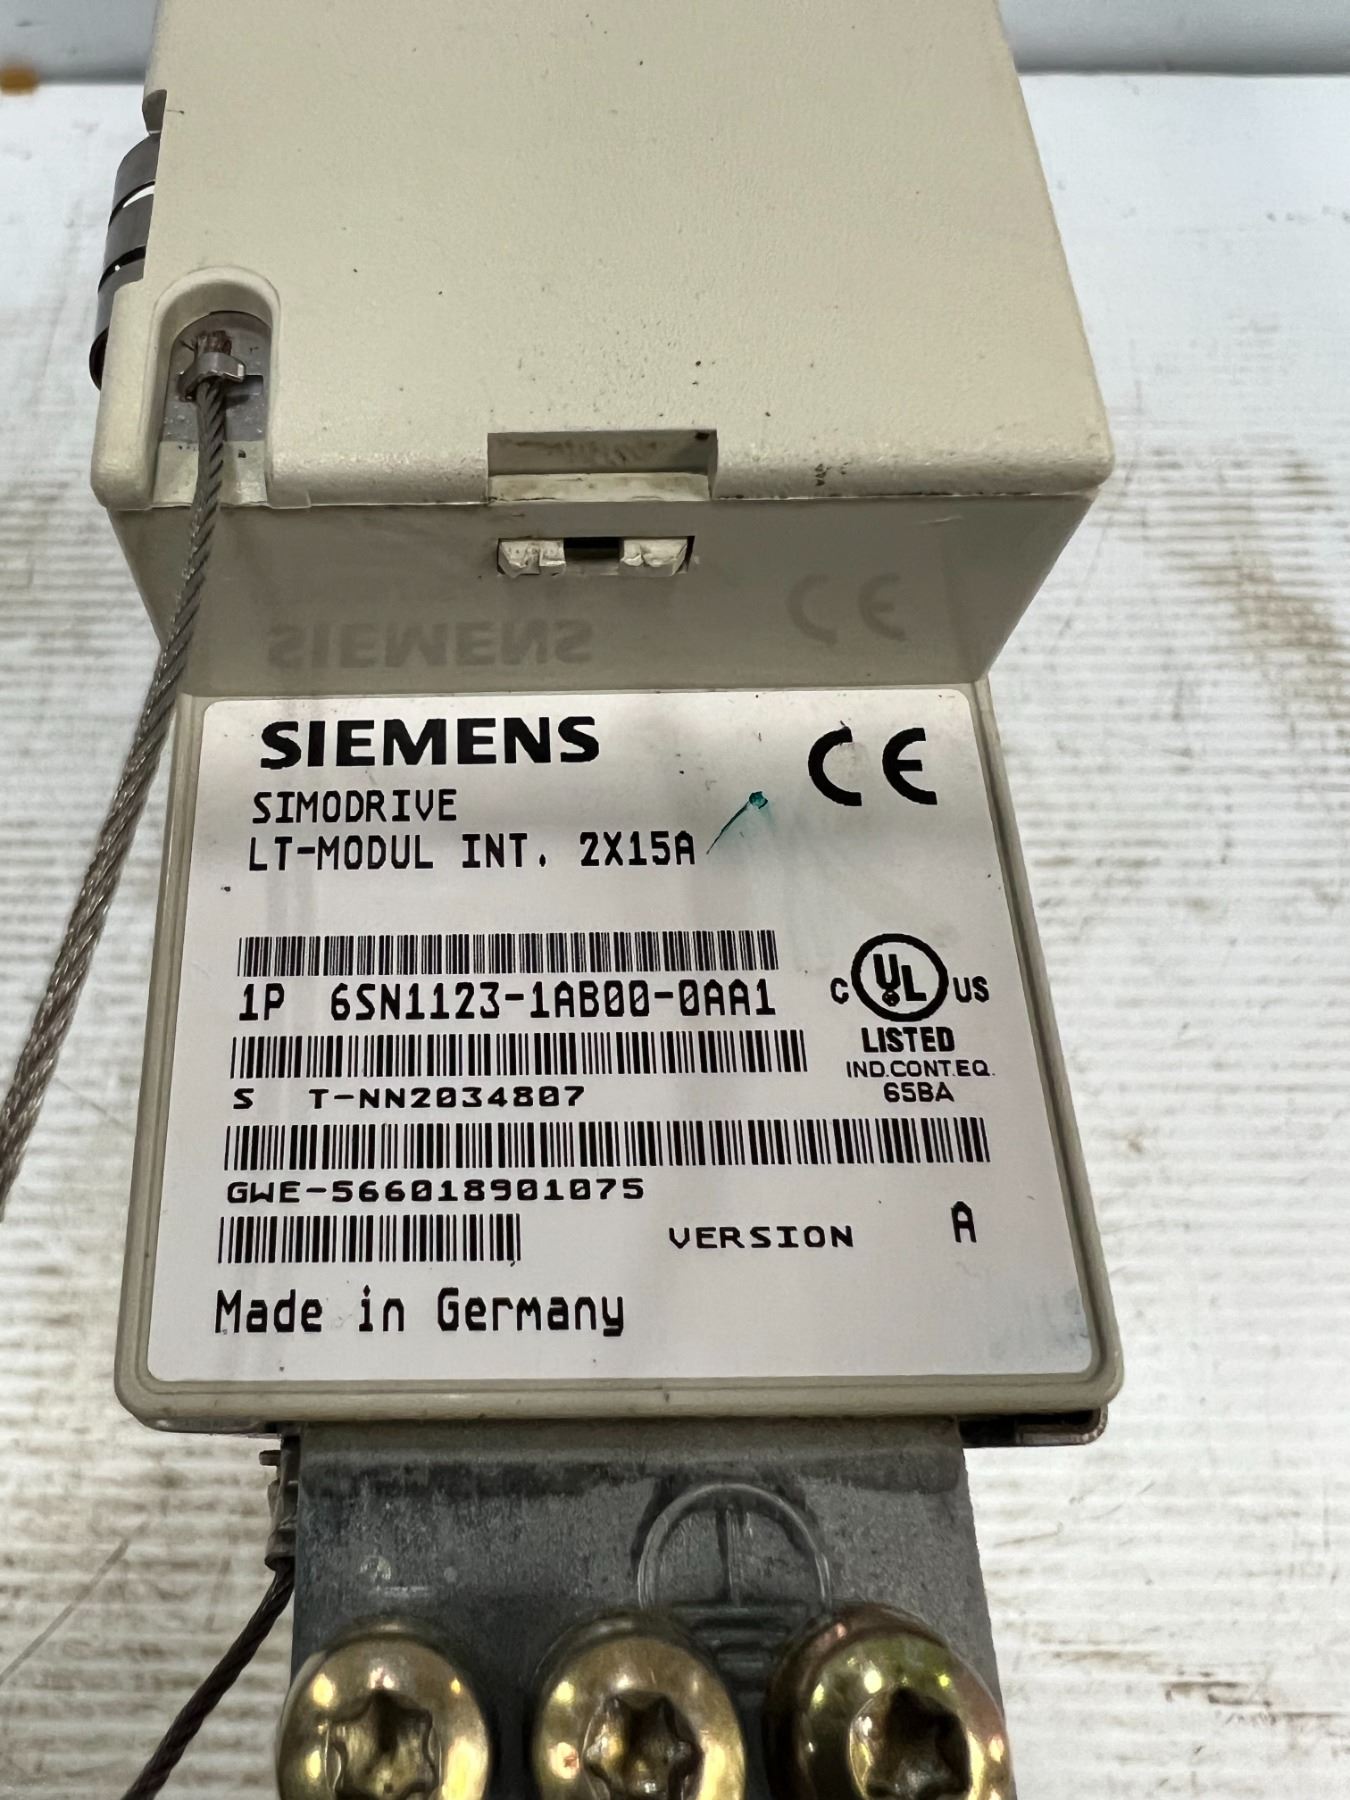 SIEMENS
CE
SIMODRIVE
LT-MODUL INT. 2X15A
1P 6SN1123-1AB00-0AA1
C UL US
LISTED
IND.CONT.EQ.
65BA
S T-NN2034807
GWE-566018901075
VERSION A
Made in Germany